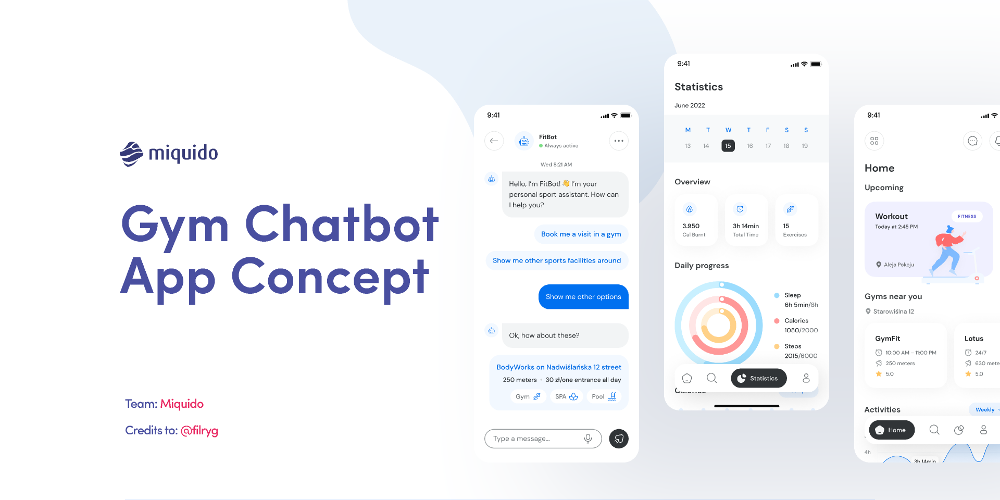 miquido
Gym Chatbot
App Concept
Team: Miquido
Credits to: @filryg
9:41
FitBot
Always active
Wed 8:21 AM
Hello, I'm FitBot! 👋 I'm your
personal sport assistant. How can
I help you?
Book me a visit in a gym
Show me other sports facilities around
Show me other options
Ok, how about these?
BodyWorks on Nadwiślańska 12 street
250 meters • 30 zł/one entrance all day
Gym SPA Pool
Type a message...
9:41
Statistics
June 2022
M T W T F S S
13 14 15 16 17 18 19
Overview
3.950 3h 14min 15
Cal Burnt Total Time Exercises
Daily progress
Sleep
6h 5min/8h
Calories
1050/2000
Steps
2015/6000
Statistics
9:41
Home
Upcoming
Workout FITNESS
Today at 2:45 PM
Aleja Pokoju
Gyms near you
Starowiślna 12
GymFit Lotus
10:00 AM – 11:00 PM 24/7
250 meters 630 mete
5.0 5.0
Activities Weekly
Home
4h
3h 14min